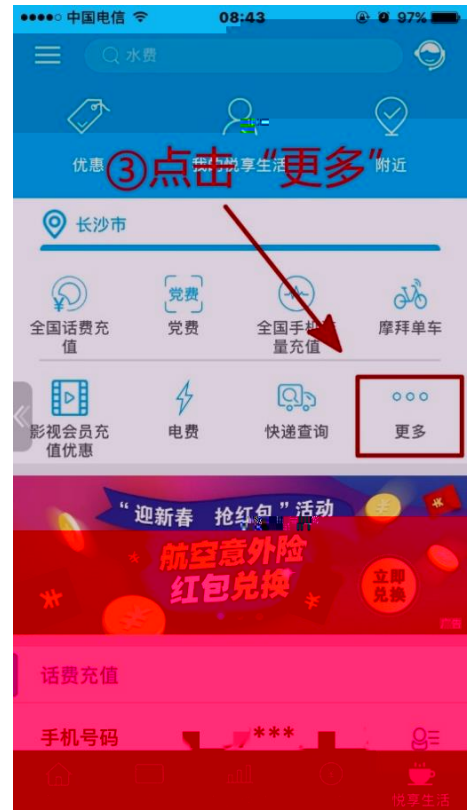 中国电信
08:43
97%
水费
优惠
我的悦享生活
附近
③点击“更多”
长沙市
全国话费充值
党费
全国手机流量充值
摩拜单车
影视会员充值优惠
电费
快递查询
更多
“迎新春 抢红包”活动
航空意外险
红包兑换
立即
兑换
话费充值
手机号码
***
悦享生活